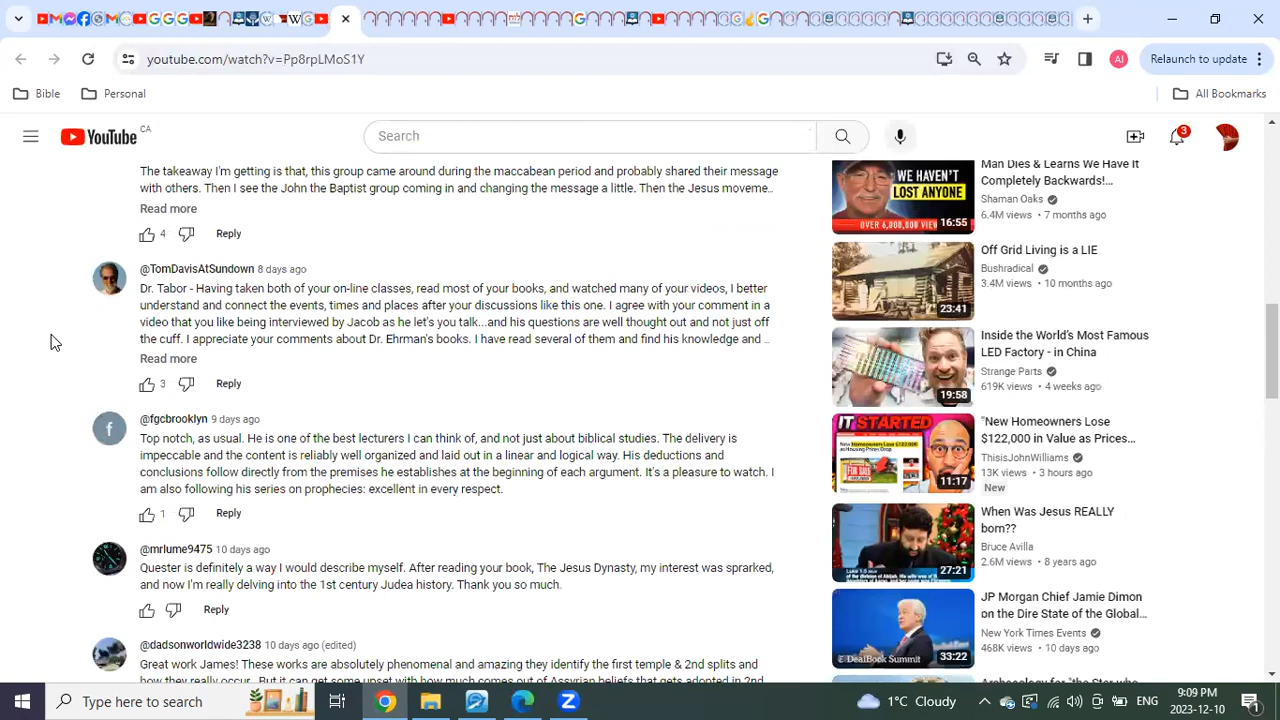 youtube.com/watch?v=Pp8rpLMoS1Y
AI
Relaunch to update
Bible
Personal
All Bookmarks
YouTube
CA
Search
3
The takeaway I'm getting is that, this group came around during the maccabean period and probably shared their message
with others. Then I see the John the Baptist group coming in and changing the message a little. Then the Jesus moveme...
Read more
Reply
@TomDavisAtSundown 8 days ago
Dr. Tabor - Having taken both of your on-line classes, read most of your books, and watched many of your videos, I better
understand and continue events, times and places after your discussions like this one. I agree with your comment in a
video that you like being interviewed by Jacob as he let's you talk...and his questions are well thought out and not just off
the cuff. I appreciate your comments about Dr. Ehrman's books. I have read several of them and find his knowledge and ..
Read more
3
Reply
@fgcbrooklyn 9 days ago
Top notch, as usual. He is one of the best lecturers I can think of, and not just about biblical studies. The delivery is
impeccable and the content is reliably well organized and laid out in a linear and logical way. His deductions and
conclusions follow directly from the premises he establishes at the beginning of each argument. It's a pleasure to watch. I
am also following his series on prophecies: excellent in every respect.
1
Reply
@mrlume9475 10 days ago
Quester is definitely a way I would describe myself. After reading your book, The Jesus Dynasty, my interest was sprarked,
and now I'm really delving into the 1st century Judea history. Thank you so much.
Reply
@dadsonworldwide3238 10 days ago (edited)
Great work as always! These works are absolutely phenomenal and amazing they identify the first temple & 2nd splits and
Man Dies & Learns We Have It
Completely Backwards!...
Shaman Oaks
6.4M views • 7 months ago
WE HAVEN'T
LOST ANYONE
OVER 6,000,000 VIEW
16:55
Off Grid Living is a LIE
Bushradical
3.4M views • 10 months ago
23:41
Inside the World's Most Famous
LED Factory - in China
Strange Parts
619K views • 4 weeks ago
19:58
"New Homeowners Lose
$122,000 in Value as Prices...
ThisisJohnWilliams
13K views • 3 hours ago
New
IT STARTED
11:17
When Was Jesus REALLY
born??
Bruce Avilla
2.6M views • 8 years ago
27:21
JP Morgan Chief Jamie Dimon
on the Dire State of the Global...
New York Times Events
468K views • 10 days ago
DealBook Summit
33:22
Type here to search
1°C Cloudy
ENG
9:09 PM
2023-12-10
1